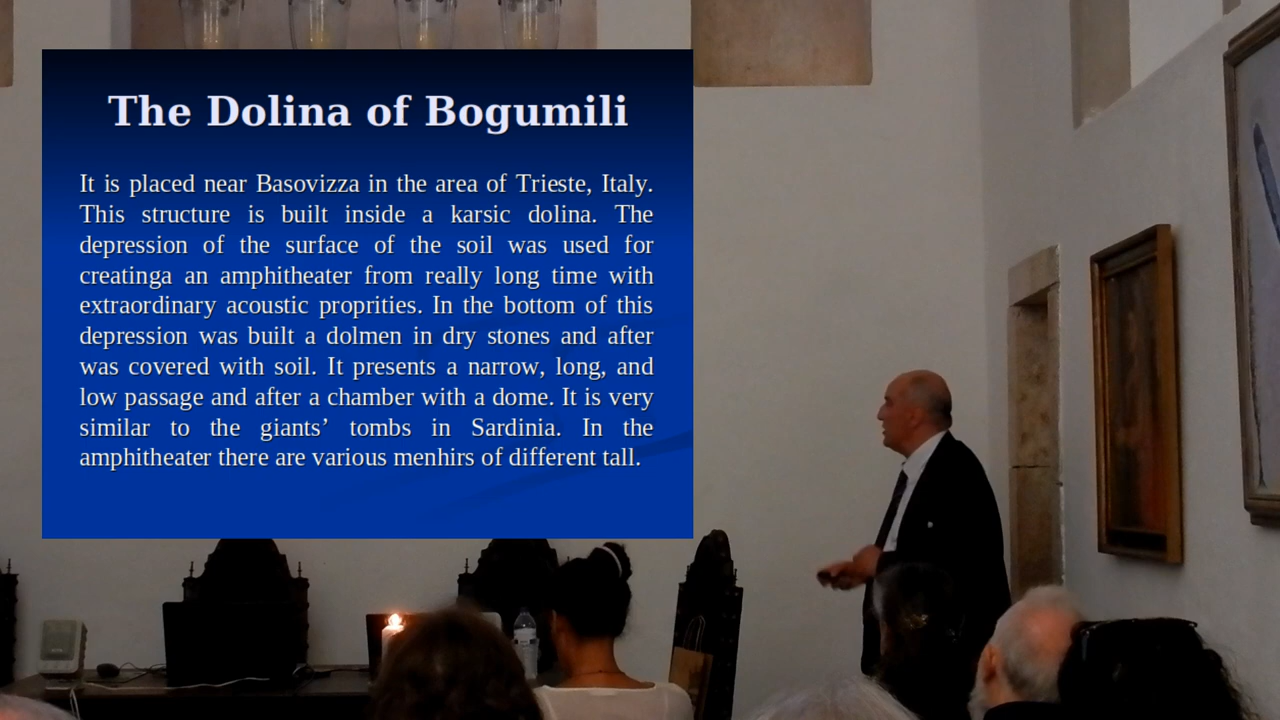 The Dolina of Bogumili
It is placed near Basovizza in the area of Trieste, Italy.
This structure is built inside a karsic dolina. The
depression of the surface of the soil was used for
creatinga an amphitheater from really long time with
extraordinary acoustic proprities. In the bottom of this
depression was built a dolmen in dry stones and after
was covered with soil. It presents a narrow, long, and
low passage and after a chamber with a dome. It is very
similar to the giants’ tombs in Sardinia. In the
amphitheater there are various menhirs of different tall.